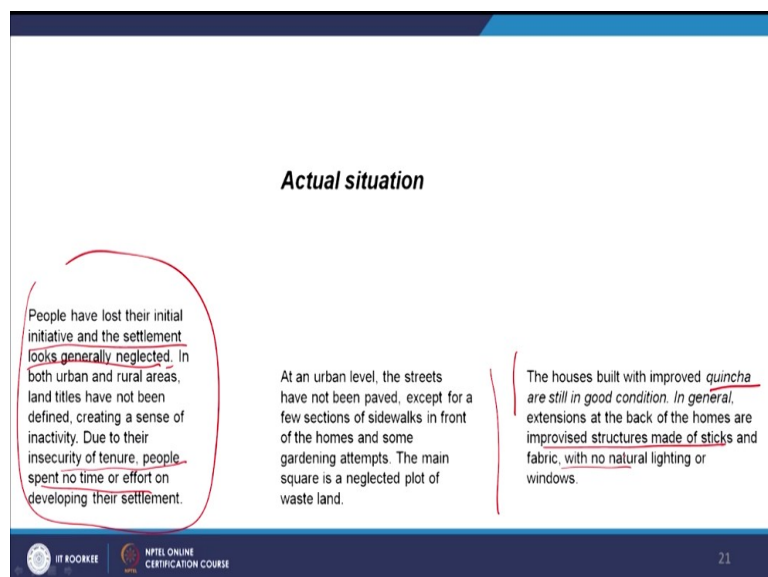 Actual situation
People have lost their initial
initiative and the settlement
looks generally neglected. In
both urban and rural areas,
land titles have not been
defined, creating a sense of
inactivity. Due to their
insecurity of tenure, people
spent no time or effort on
developing their settlement.
At an urban level, the streets
have not been paved, except for a
few sections of sidewalks in front
of the homes and some
gardening attempts. The main
square is a neglected plot of
waste land.
The houses built with improved quincha
are still in good condition. In general,
extensions at the back of the homes are
improvised structures made of sticks and
fabric, with no natural lighting or
windows.
IIT ROORKEE
NPTEL ONLINE
CERTIFICATION COURSE
21